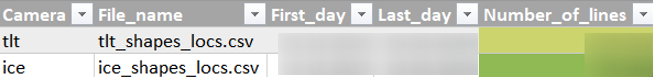 Camera File_name First_day Last_day Number_of_lines
tlt tlt_shapes_locs.csv
ice ice_shapes_locs.csv